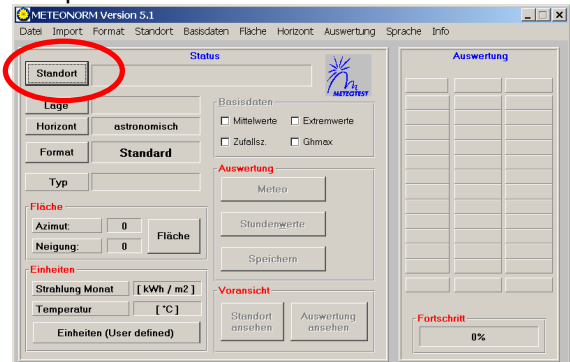 METEONORM Version 5.1
Datei Import Format Standort Basisdaten Fläche Horizont Auswertung Sprache Info
Status
Standort
METEOTEST
Lage
Horizont astronomisch
Format Standard
Typ
Basisdaten
Mittelwerte Extremwerte
Zufallsz. Ghmax
Auswertung
Meteo
Stundenwerte
Speichern
Fläche
Azimut: 0
Neigung: 0
Fläche
Einheiten
Strahlung Monat [ kWh / m2 ]
Temperatur [ °C ]
Einheiten (User defined)
Voransicht
Standort ansehen
Auswertung ansehen
Auswertung
Fortschritt
0%